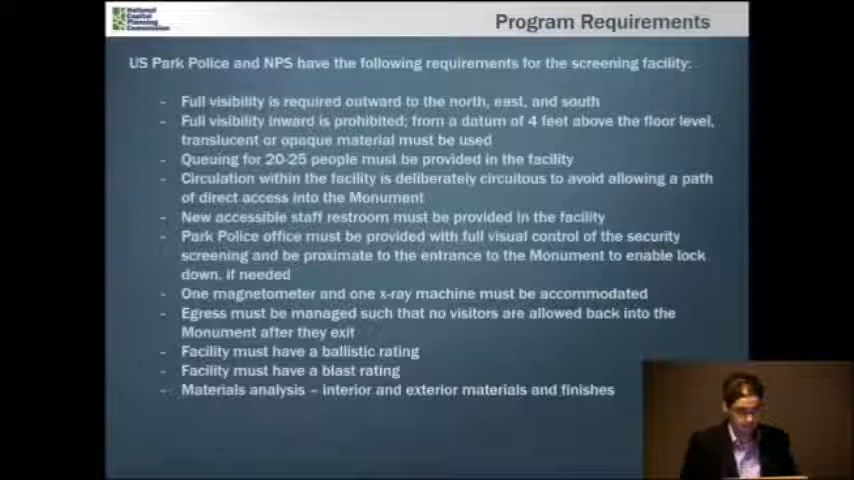 National
Capital
Planning
Commission
Program Requirements
US Park Police and NPS have the following requirements for the screening facility:
- Full visibility is required outward to the north, east, and south
- Full visibility inward is prohibited; from a datum of 4 feet above the floor level,
translucent or opaque material must be used
- Queuing for 20-25 people must be provided in the facility
- Circulation within the facility is deliberately circuitous to avoid allowing a path
of direct access into the Monument
- New accessible staff restroom must be provided in the facility
- Park Police office must be provided with full visual control of the security
screening and be proximate to the entrance to the Monument to enable lock
down, if needed
- One magnetometer and one x-ray machine must be accommodated
- Egress must be managed such that no visitors are allowed back into the
Monument after they exit
- Facility must have a ballistic rating
- Facility must have a blast rating
- Materials analysis – interior and exterior materials and finishes